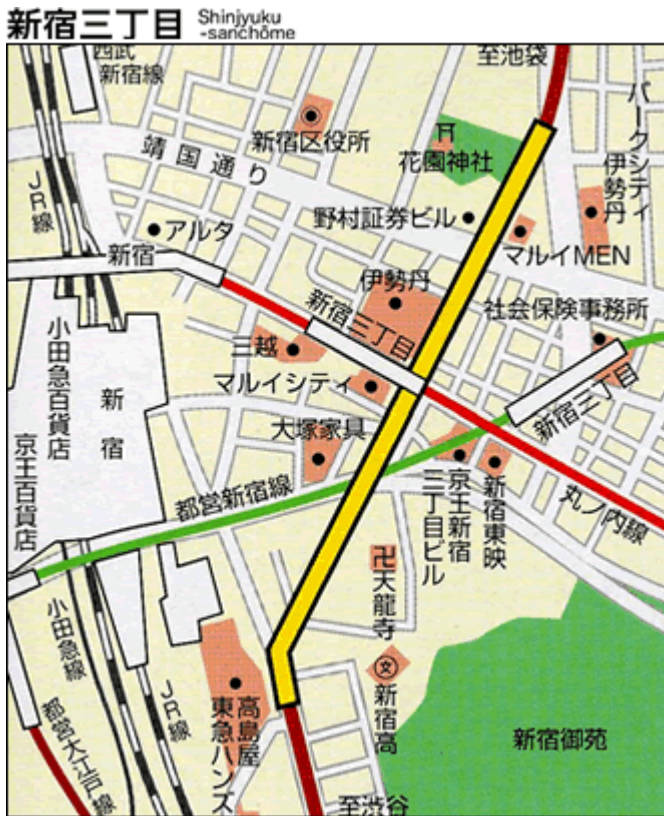 新宿三丁目
Shinjyuku
-sanchōme
西武
新宿線
至池袋
パークシティ
伊勢丹
新宿区役所
花園神社
靖国通り
JR線
アルタ
野村証券ビル
マルイMEN
新宿
伊勢丹
新宿三丁目
社会保険事務所
小田急百貨店
三越
マルイシティ
新宿
新宿三丁目
京王百貨店
大塚家具
都営新宿線
三丁目ビル
京王新宿
新宿東映
丸ノ内線
卍
天龍寺
小田急線
文
新宿高
JR線
都営大江戸線
東急ハンズ
高島屋
新宿御苑
至渋谷